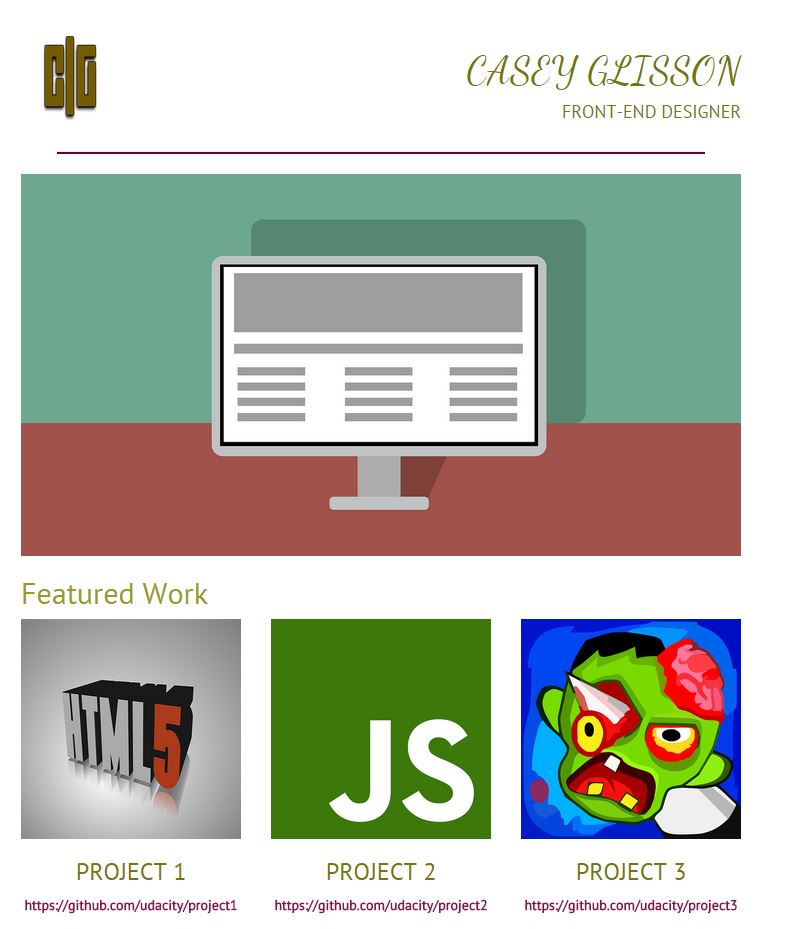 C|G
CASEY GLISSON
FRONT-END DESIGNER
Featured Work
HTML5
JS
PROJECT 1
PROJECT 2
PROJECT 3
https://github.com/udacity/project1
https://github.com/udacity/project2
https://github.com/udacity/project3